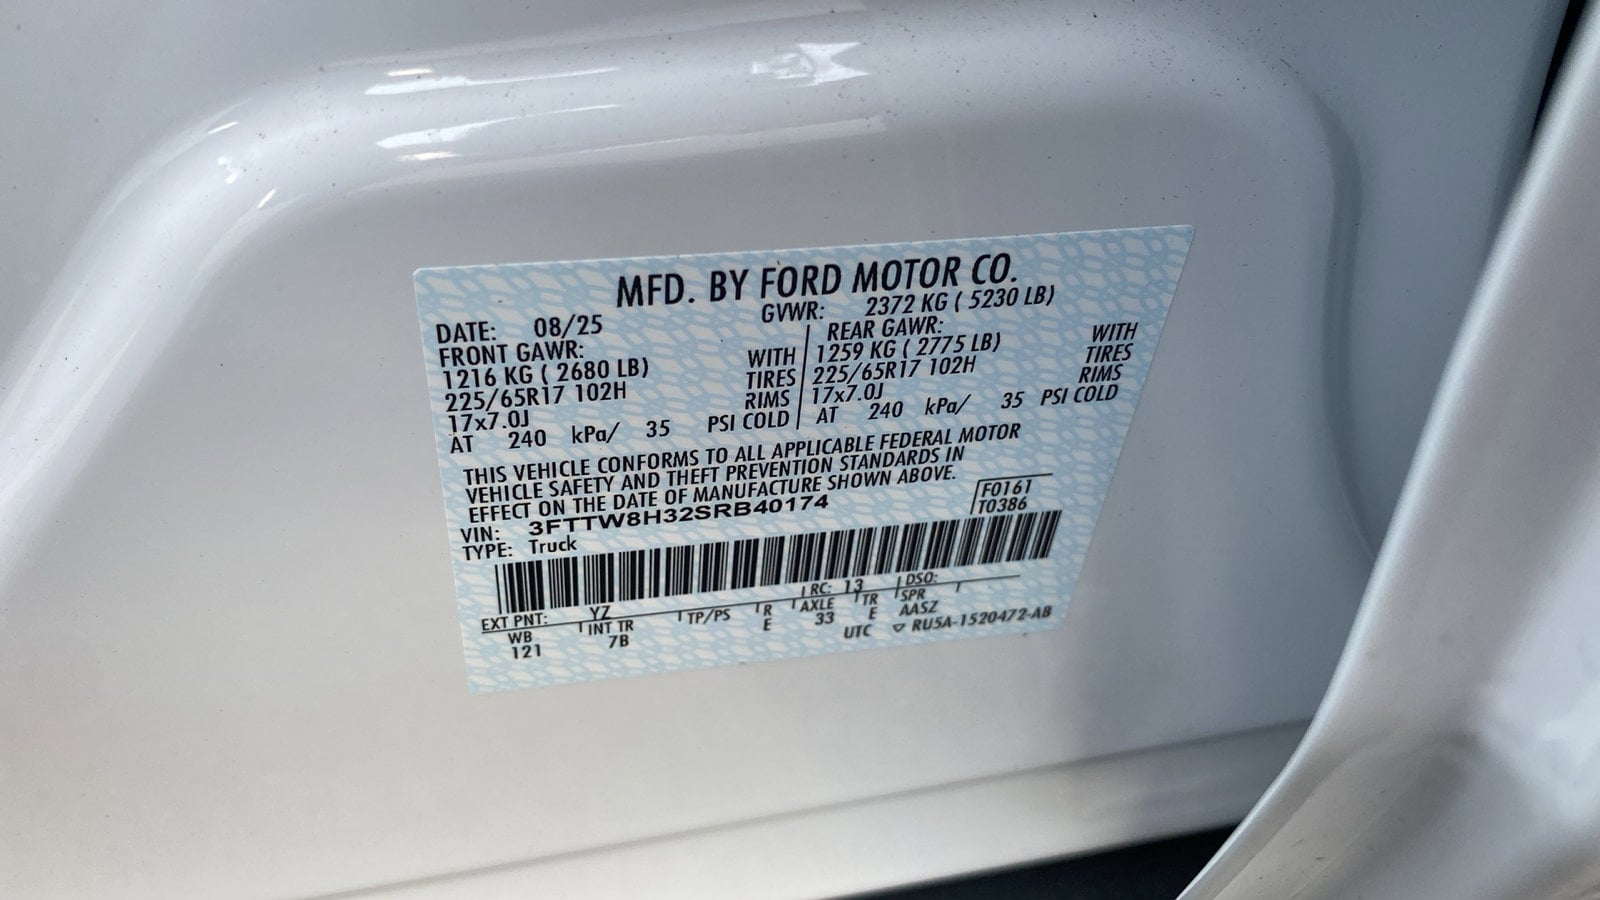 MFD. BY FORD MOTOR CO.
DATE: 08/25 GVWR: 2372 KG ( 5230 LB)
FRONT GAWR: REAR GAWR:
1216 KG ( 2680 LB) WITH 1259 KG ( 2775 LB) WITH
225/65R17 102H TIRES 225/65R17 102H TIRES
17x7.0J RIMS 17x7.0J RIMS
AT 240 kPa/ 35 PSI COLD AT 240 kPa/ 35 PSI COLD
THIS VEHICLE CONFORMS TO ALL APPLICABLE FEDERAL MOTOR
VEHICLE SAFETY AND THEFT PREVENTION STANDARDS IN
EFFECT ON THE DATE OF MANUFACTURE SHOWN ABOVE.
VIN: 3FTTW8H32SRB40174 F0161
TYPE: Truck T0386
EXT PNT: YZ RC: 13 DSO:
WB INT TR TP/PS R AXLE TR SPR
121 7B E 33 E AASZ
UTC RU5A-1520472-AB